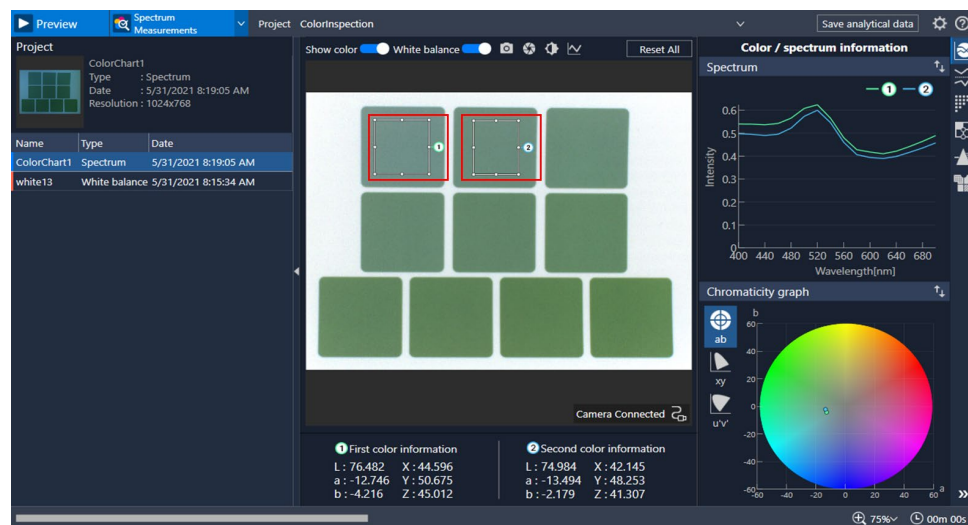 Preview
Spectrum
Measurements
Project
ColorInspection
Save analytical data
Project
ColorChart1
Type : Spectrum
Date : 5/31/2021 8:19:05 AM
Resolution : 1024x768
Name Type Date
ColorChart1 Spectrum 5/31/2021 8:19:05 AM
white13 White balance 5/31/2021 8:15:34 AM
Show color White balance Reset All
1 2
Camera Connected
1 First color information
L : 76.482 X : 44.596
a : -12.746 Y : 50.675
b : -4.216 Z : 45.012
2 Second color information
L : 74.984 X : 42.145
a : -13.494 Y : 48.253
b : -2.179 Z : 41.307
Color / spectrum information
Spectrum
1 2
Intensity
0.6
0.5
0.4
0.3
0.2
0.1
0
400 440 480 520 560 600 640 680
Wavelength[nm]
Chromaticity graph
ab
xy
u'v'
b
60
40
20
0
-20
-40
-60
-60 -40 -20 0 20 40 60
a
75% 00m 00s